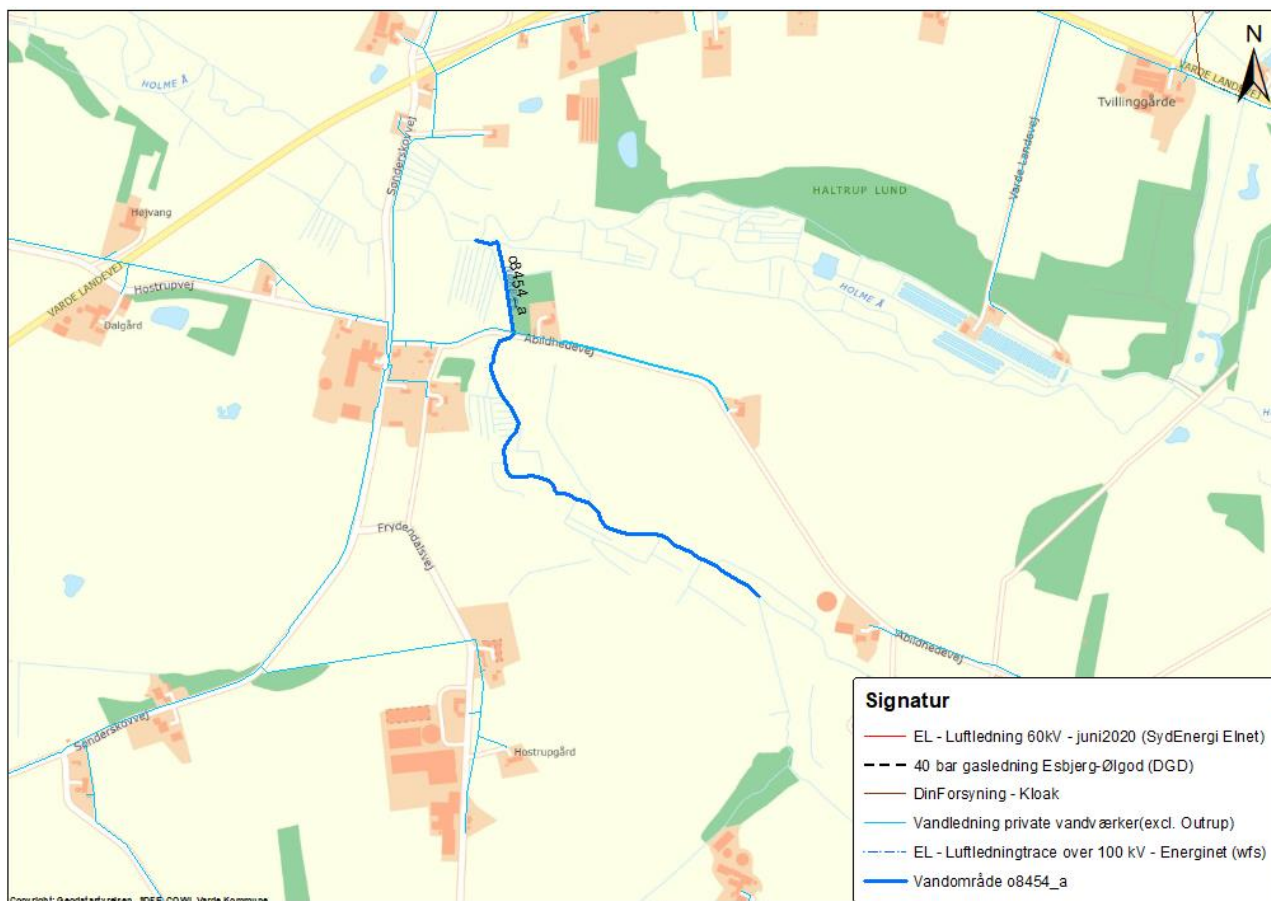 N
HOLME Å
VARDE LANDEVEJ
Tvillinggårde
Sønderskovvej
Varde Landevej
HALTRUP LUND
Højvang
o8454_a
VARDE LANDEVEJ
Hostrupvej
HOLME Å
Dalgård
Abildhedevej
Frydendalsvej
Abildhedevej
Sønderskovvej
Hostrupgård
Signatur
EL - Luftledning 60kV - juni2020 (SydEnergi Elnet)
40 bar gasledning Esbjerg-Ølgod (DGD)
DinForsyning - Kloak
Vandledning private vandværker(excl. Outrup)
EL - Luftledningtrace over 100 kV - Energinet (wfs)
Vandområde o8454_a